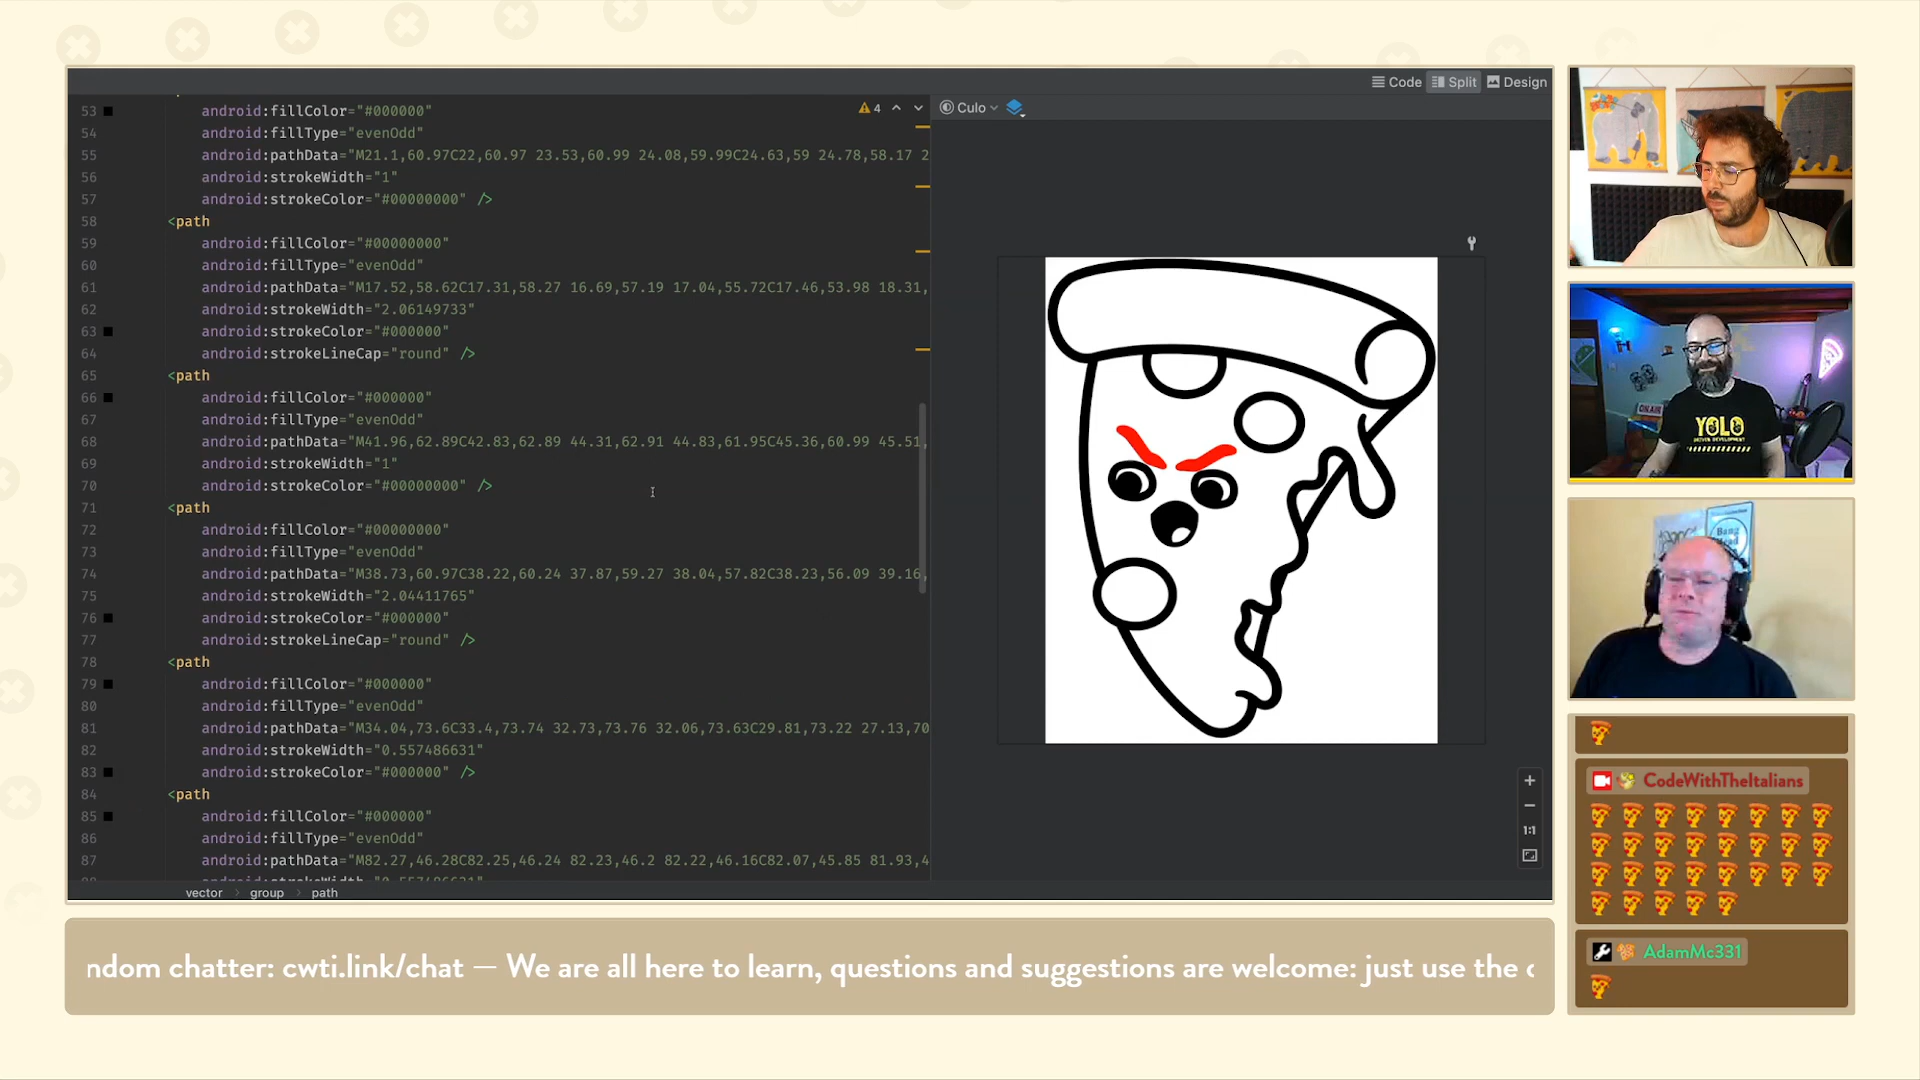 Code Split Design
4
Culo
53 android:fillColor="#000000"
54 android:fillType="evenOdd"
55 android:pathData="M21.1,60.97C22,60.97 23.53,60.99 24.08,59.99C24.63,59 24.78,58.17 2
56 android:strokeWidth="1"
57 android:strokeColor="#00000000" />
58 <path
59 android:fillColor="#00000000"
60 android:fillType="evenOdd"
61 android:pathData="M17.52,58.62C17.31,58.27 16.69,57.19 17.04,55.72C17.46,53.98 18.31,
62 android:strokeWidth="2.06149733"
63 android:strokeColor="#000000"
64 android:strokeLineCap="round" />
65 <path
66 android:fillColor="#000000"
67 android:fillType="evenOdd"
68 android:pathData="M41.96,62.89C42.83,62.89 44.31,62.91 44.83,61.95C45.36,60.99 45.51,
69 android:strokeWidth="1"
70 android:strokeColor="#00000000" />
71 <path
72 android:fillColor="#00000000"
73 android:fillType="evenOdd"
74 android:pathData="M38.73,60.97C38.22,60.24 37.87,59.27 38.04,57.82C38.23,56.09 39.16,
75 android:strokeWidth="2.04411765"
76 android:strokeColor="#000000"
77 android:strokeLineCap="round" />
78 <path
79 android:fillColor="#000000"
80 android:fillType="evenOdd"
81 android:pathData="M34.04,73.6C33.4,73.74 32.73,73.76 32.06,73.63C29.81,73.22 27.13,70
82 android:strokeWidth="0.557486631"
83 android:strokeColor="#000000" />
84 <path
85 android:fillColor="#000000"
86 android:fillType="evenOdd"
87 android:pathData="M82.27,46.28C82.25,46.24 82.23,46.2 82.22,46.16C82.07,45.85 81.93,4
1:1
vector > group > path
ON AIR
YOLO
DRIVEN DEVELOPMENT
Bang
CodeWithTheItalians
AdamMc331
ndom chatter: cwti.link/chat — We are all here to learn, questions and suggestions are welcome: just use the c